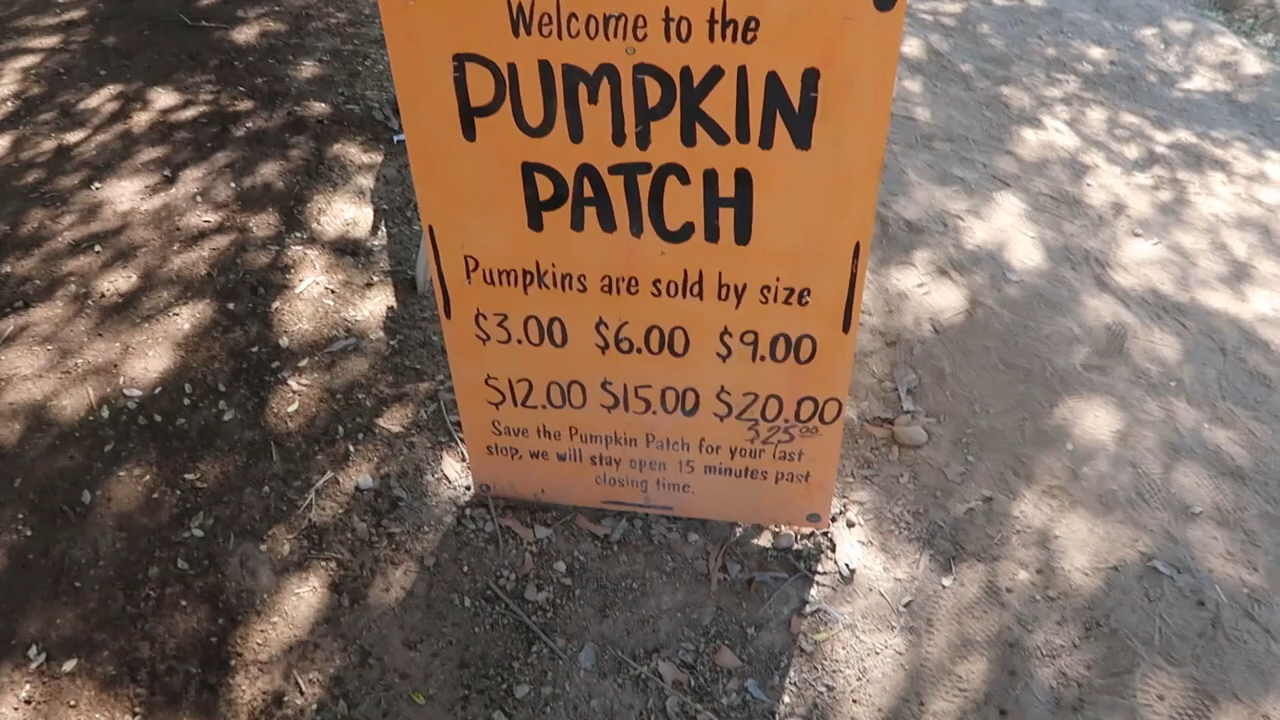 Welcome to the
PUMPKIN
PATCH
Pumpkins are sold by size
$3.00 $6.00 $9.00
$12.00 $15.00 $20.00
$25⁰⁰
Save the Pumpkin Patch for your last
stop, we will stay open 15 minutes past
closing time.